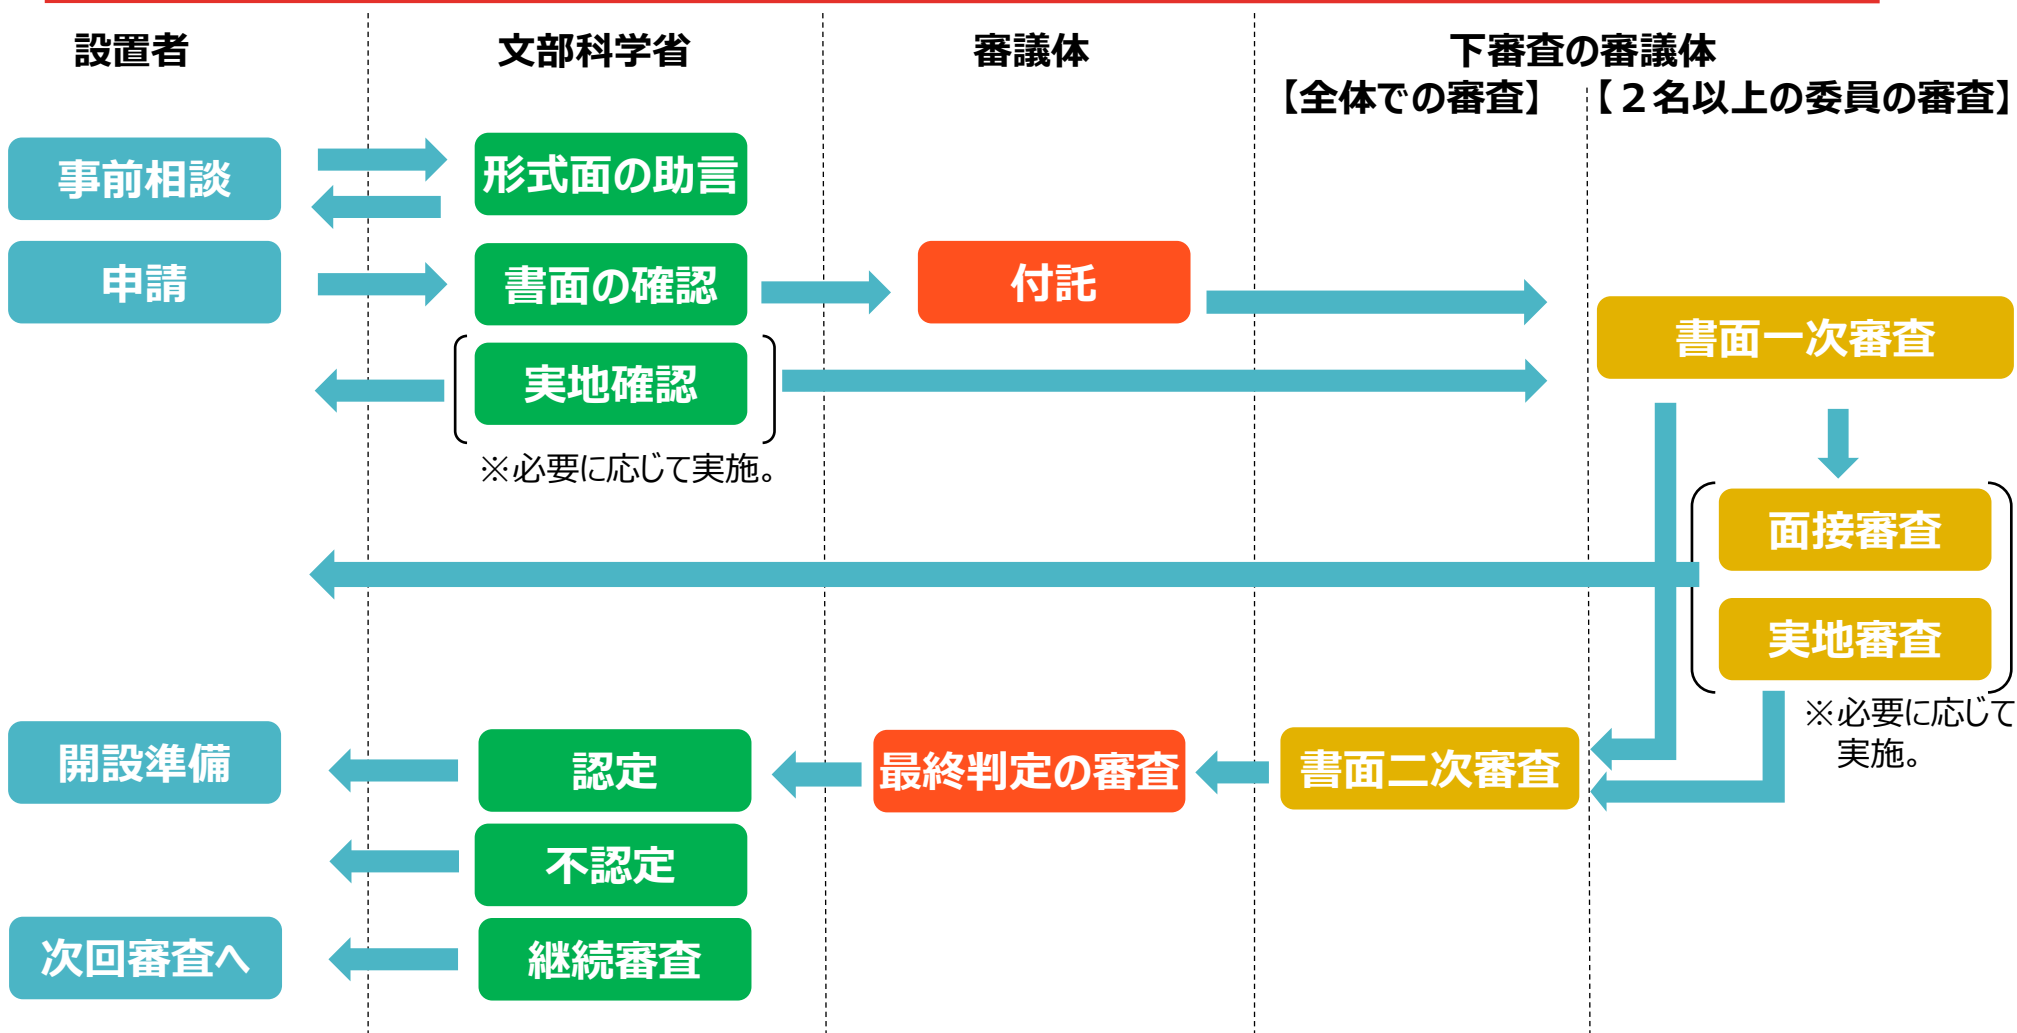 設置者
文部科学省
審議体
下審査の審議体
【全体での審査】
【２名以上の委員の審査】
事前相談
形式面の助言
申請
書面の確認
付託
書面一次審査
実地確認
※必要に応じて実施。
面接審査
実地審査
※必要に応じて
実施。
開設準備
認定
最終判定の審査
書面二次審査
不認定
次回審査へ
継続審査